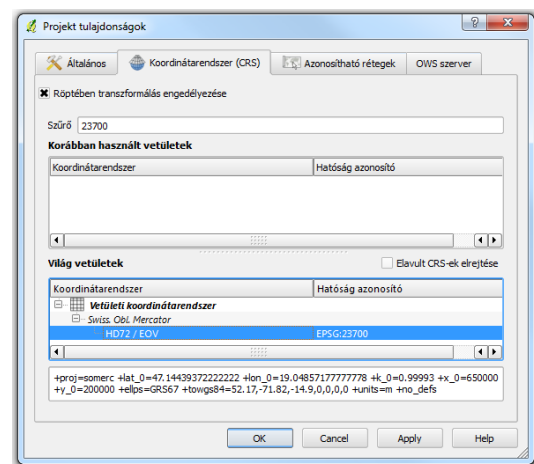 Projekt tulajdonságok
Általános Koordinátarendszer (CRS) Azonosítható rétegek OWS szerver
Röptében transzformálás engedélyezése
Szűrő 23700
Korábban használt vetületek
Koordinátarendszer Hatóság azonosító
Világ vetületek Elavult CRS-ek elrejtése
Koordinátarendszer Hatóság azonosító
Vetületi koordinátarendszer
Swiss. Obl. Mercator
HD72 / EOV EPSG:23700
+proj=somerc +lat_0=47.14439372222222 +lon_0=19.04857177777778 +k_0=0.99993 +x_0=650000
+y_0=200000 +ellps=GRS67 +towgs84=52.17,-71.82,-14.9,0,0,0,0 +units=m +no_defs
OK Cancel Apply Help